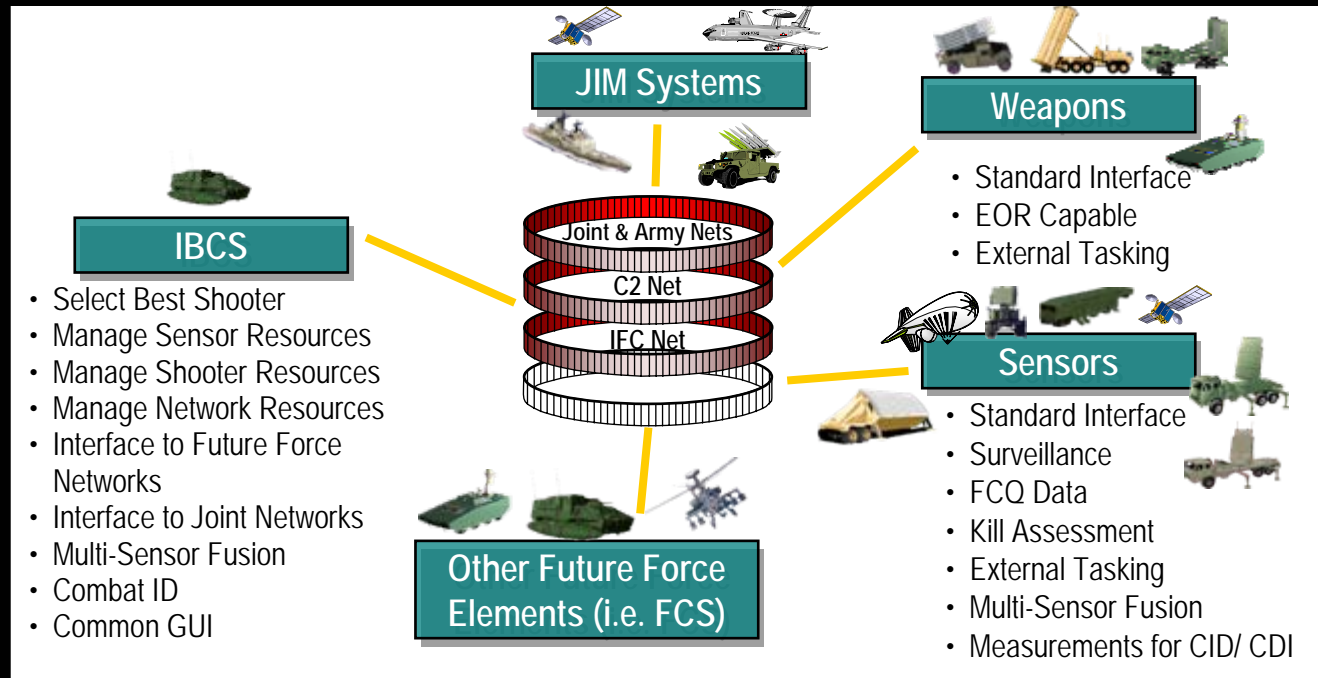 JIM Systems
Weapons
• Standard Interface
• EOR Capable
• External Tasking
IBCS
• Select Best Shooter
• Manage Sensor Resources
• Manage Shooter Resources
• Manage Network Resources
• Interface to Future Force
Networks
• Interface to Joint Networks
• Multi-Sensor Fusion
• Combat ID
• Common GUI
Joint & Army Nets
C2 Net
IFC Net
Sensors
• Standard Interface
• Surveillance
• FCQ Data
• Kill Assessment
• External Tasking
• Multi-Sensor Fusion
• Measurements for CID/ CDI
Other Future Force
Elements (i.e. FCS)